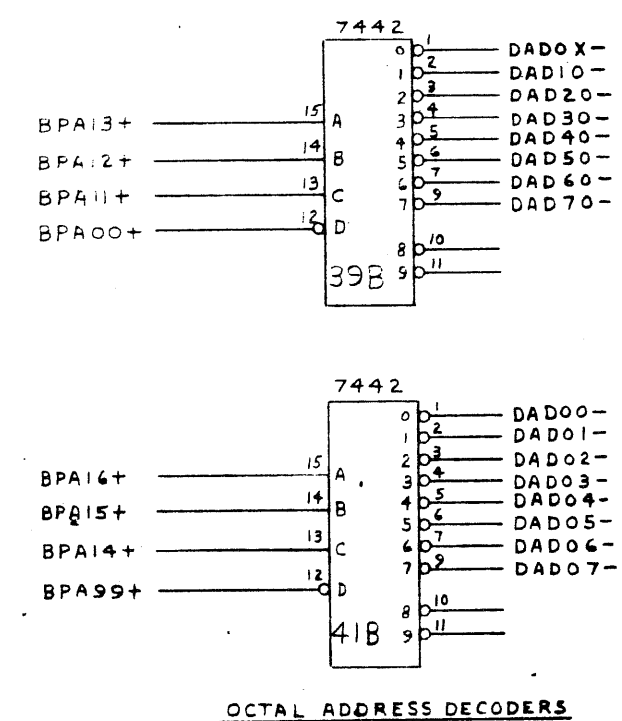 7442
0 1 DAD0X-
1 2 DAD10-
2 3 DAD20-
BPA13+ 15 A 3 4 DAD30-
4 5 DAD40-
BPA12+ 14 B 5 6 DAD50-
BPA11+ 13 C 6 7 DAD60-
7 9 DAD70-
BPA00+ 12 D
8 10
39B 9 11
7442
0 1 DAD00-
1 2 DAD01-
2 3 DAD02-
BPA16+ 15 A 3 4 DAD03-
4 5 DAD04-
BPA15+ 14 B 5 6 DAD05-
BPA14+ 13 C 6 7 DAD06-
7 9 DAD07-
BPA99+ 12 D
8 10
41B 9 11
OCTAL ADDRESS DECODERS